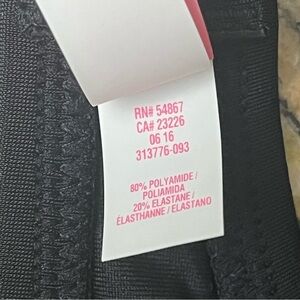 RN# 54867
CA# 23226
06 16
313776-093
80% POLYAMIDE /
POLIAMIDA
20% ELASTANE /
ÉLASTHANNE / ELASTANO